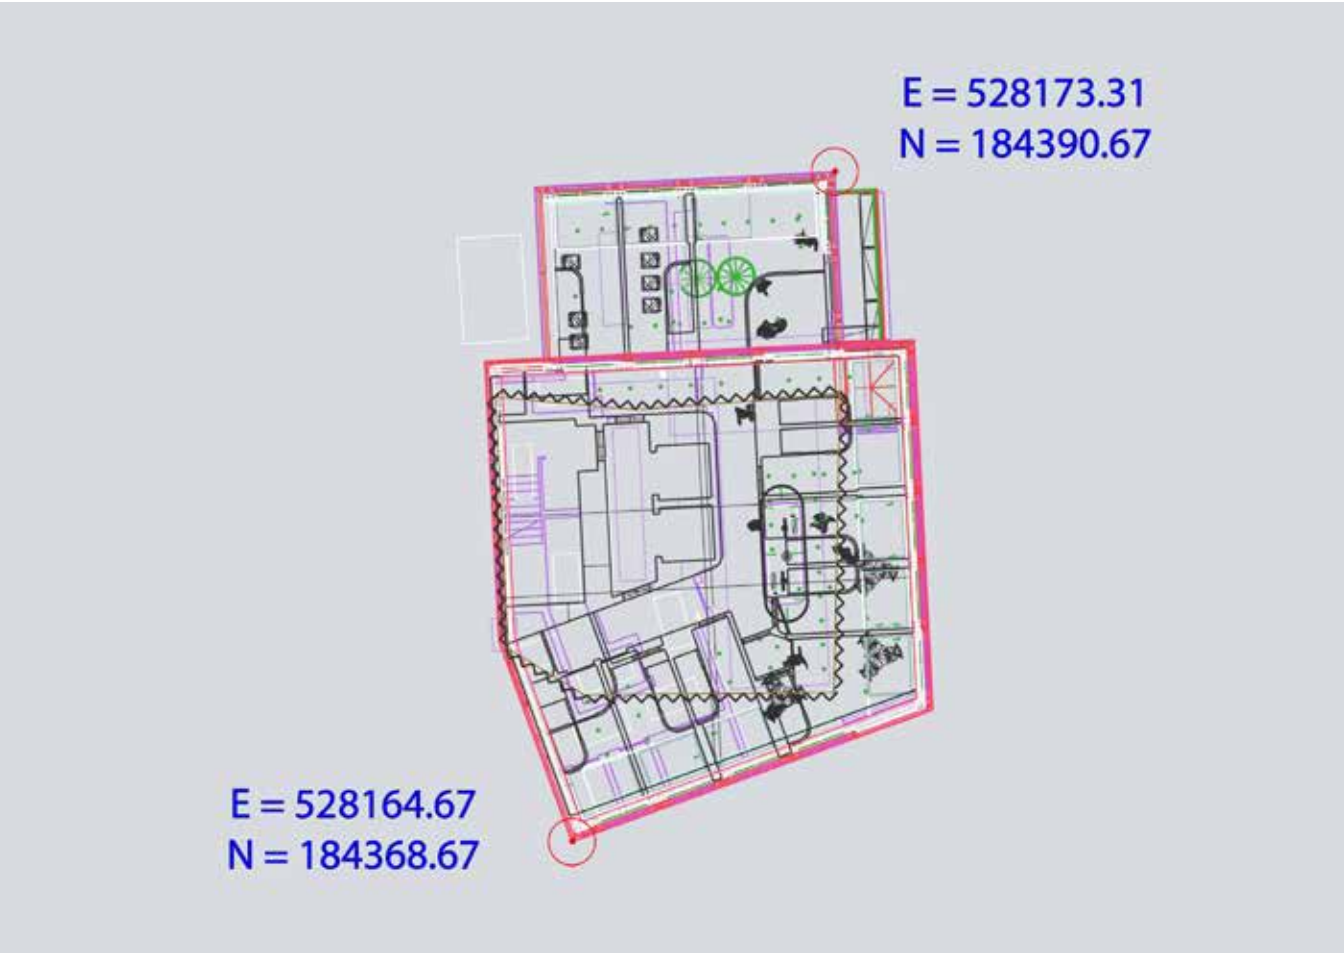 E = 528173.31
N = 184390.67
E = 528164.67
N = 184368.67